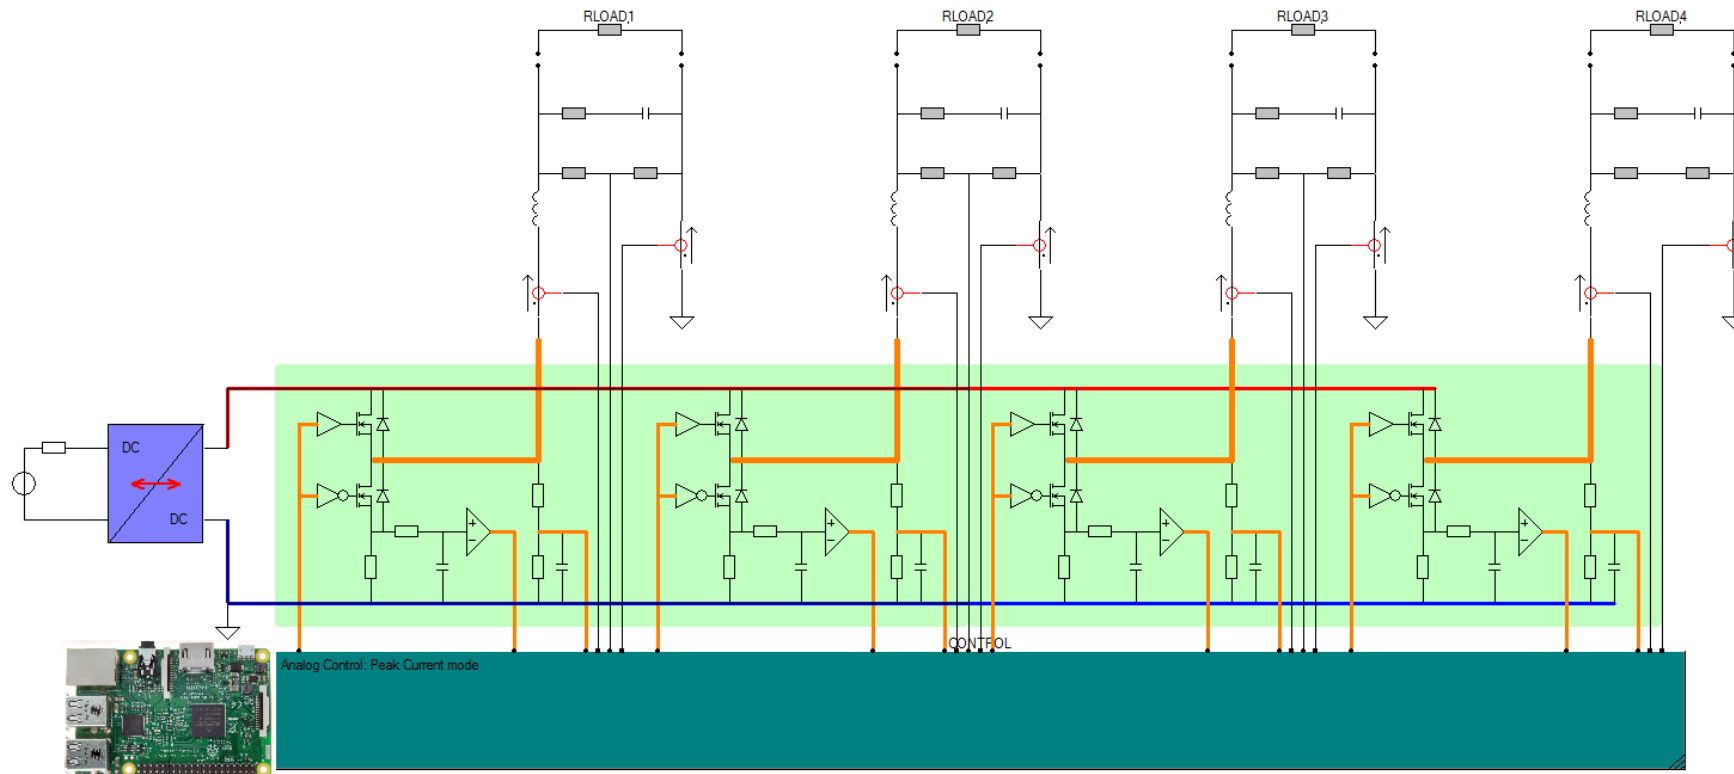 RLOAD1
RLOAD2
RLOAD3
RLOAD4
DC
DC
CONTROL
Analog Control: Peak Current mode